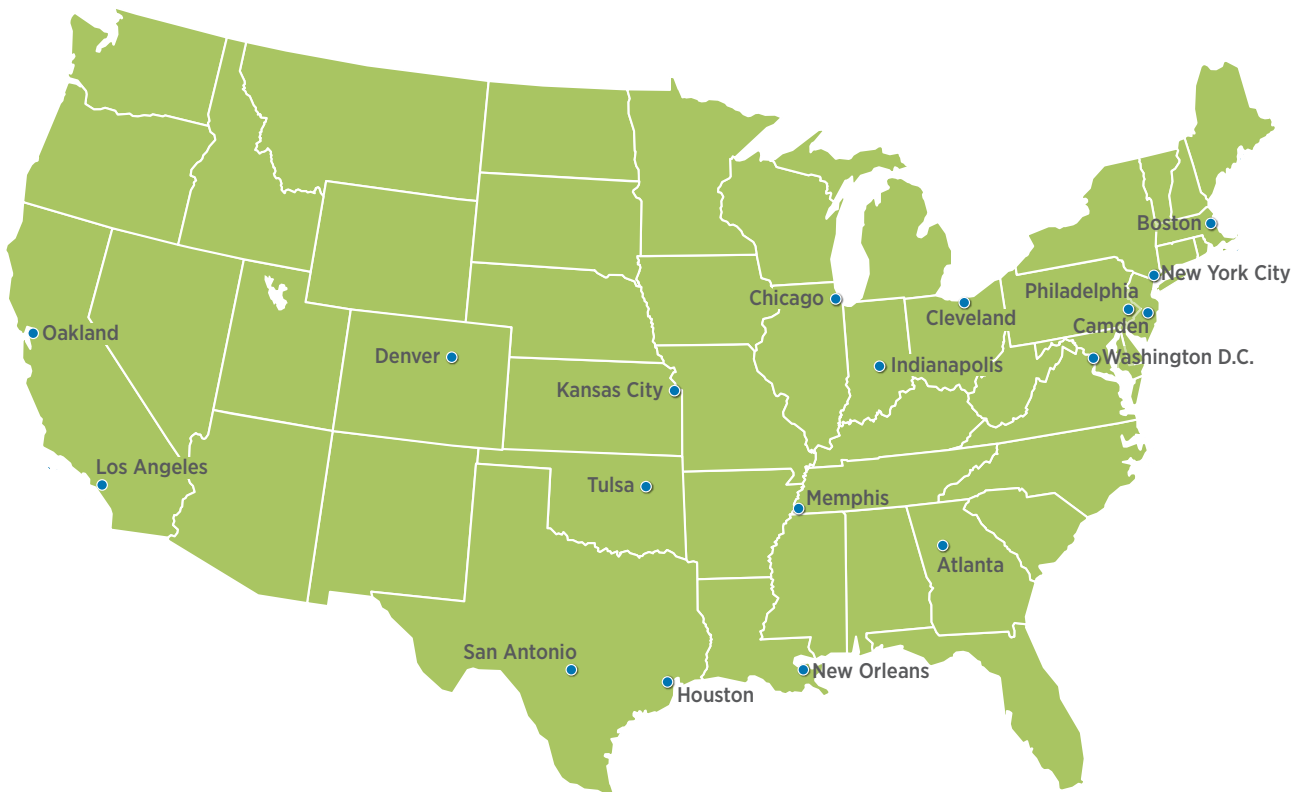 Boston
New York City
Philadelphia
Chicago
Cleveland
Camden
Oakland
Denver
Washington D.C.
Indianapolis
Kansas City
Los Angeles
Tulsa
Memphis
Atlanta
San Antonio
New Orleans
Houston